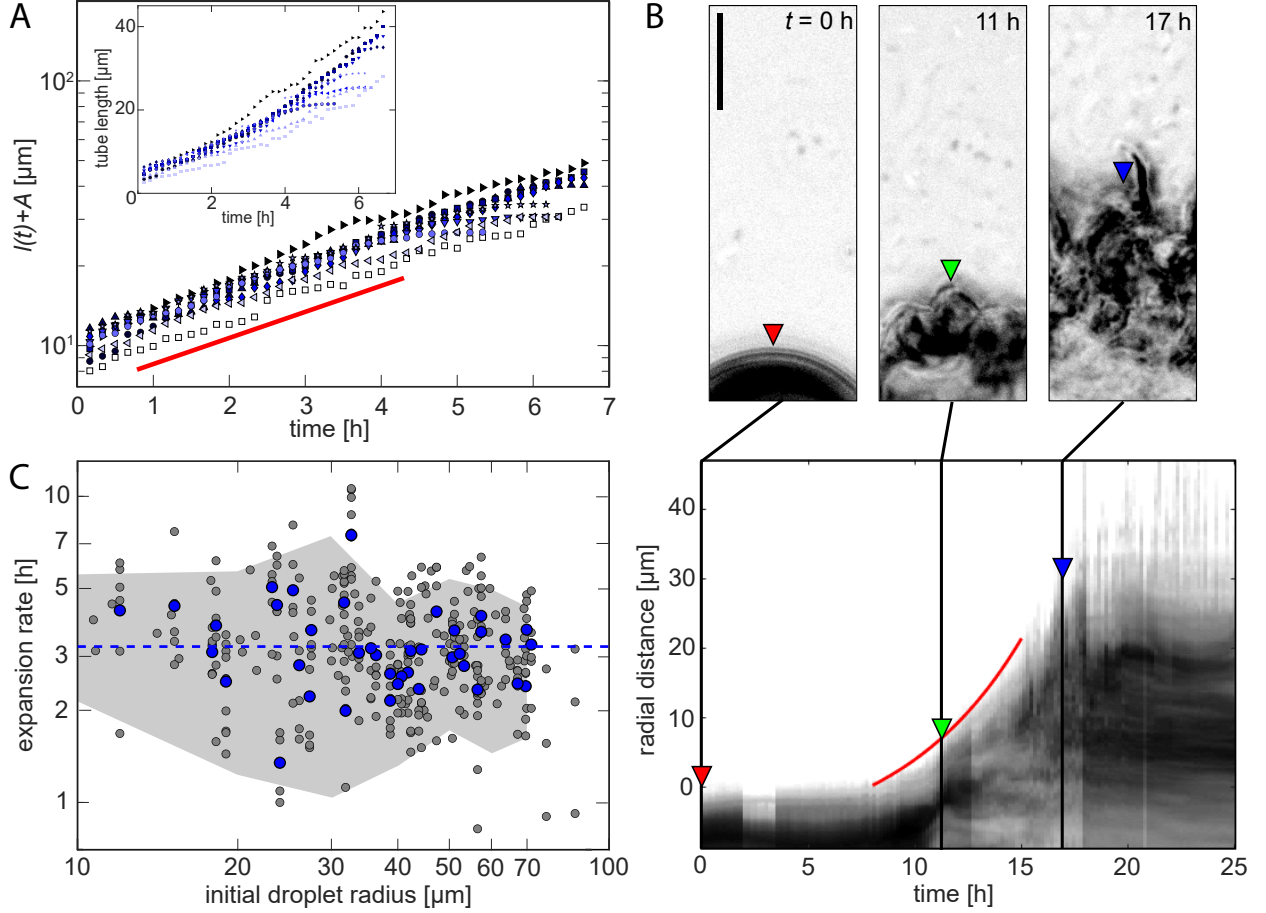 A
l(t)+A [µm]
10²
10¹
0 1 2 3 4 5 6 7
time [h]
tube length [µm]
40
20
0
0 2 4 6
time [h]
B
t = 0 h
11 h
17 h
C
expansion rate [h]
10
7
5
3
2
1
10 20 30 40 50 60 70 100
initial droplet radius [µm]
radial distance [µm]
40
30
20
10
0
0 5 10 15 20 25
time [h]